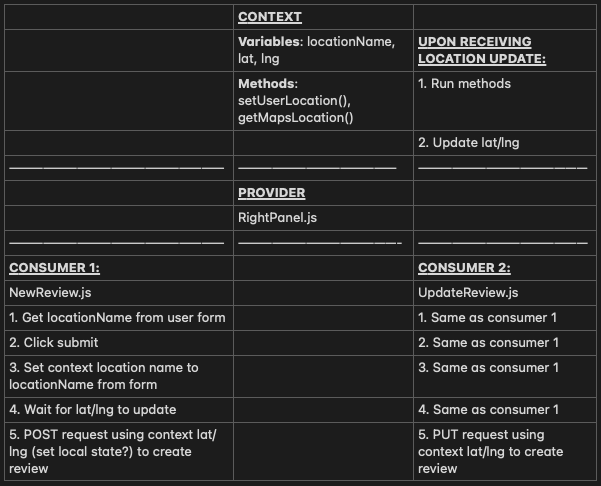 CONTEXT
Variables: locationName,
lat, lng
UPON RECEIVING
LOCATION UPDATE:
Methods:
setUserLocation(),
getMapsLocation()
1. Run methods
2. Update lat/lng
PROVIDER
RightPanel.js
CONSUMER 1:
CONSUMER 2:
NewReview.js
UpdateReview.js
1. Get locationName from user form
1. Same as consumer 1
2. Click submit
2. Same as consumer 1
3. Set context location name to
locationName from form
3. Same as consumer 1
4. Wait for lat/lng to update
4. Same as consumer 1
5. POST request using context lat/
lng (set local state?) to create
review
5. PUT request using
context lat/lng to create
review